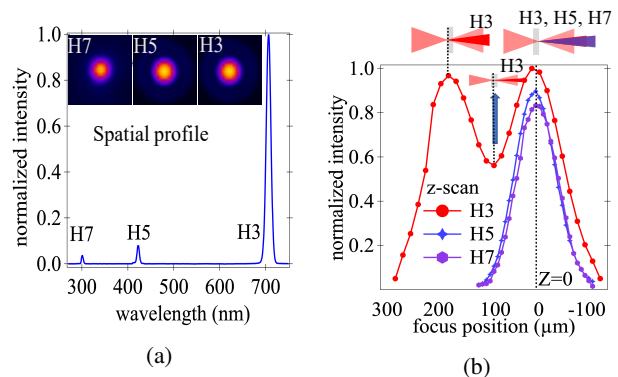 H7
H5
H3
Spatial profile
H7
H5
H3
1.0
0.8
0.6
0.4
0.2
0.0
normalized intensity
300
400
500
600
700
wavelength (nm)
(a)
H3
H3, H5, H7
H3
1.0
0.8
0.6
0.4
0.2
normalized intensity
z-scan
H3
H5
H7
Z=0
300
200
100
0
-100
focus position (µm)
(b)